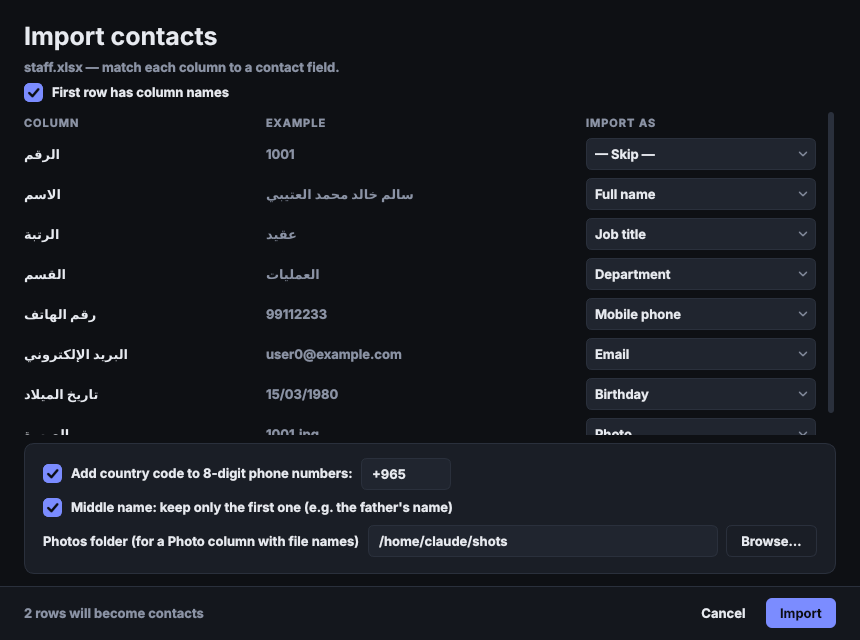 Import contacts
staff.xlsx — match each column to a contact field.
First row has column names
COLUMN EXAMPLE IMPORT AS
الرقم 1001 — Skip —
الاسم سالم خالد محمد العتيبي Full name
الرتبة عقيد Job title
القسم العمليات Department
رقم الهاتف 99112233 Mobile phone
البريد الإلكتروني user0@example.com Email
تاريخ الميلاد 15/03/1980 Birthday
1001.jpg Photo
Add country code to 8-digit phone numbers: +965
Middle name: keep only the first one (e.g. the father's name)
Photos folder (for a Photo column with file names) /home/claude/shots Browse...
2 rows will become contacts Cancel Import